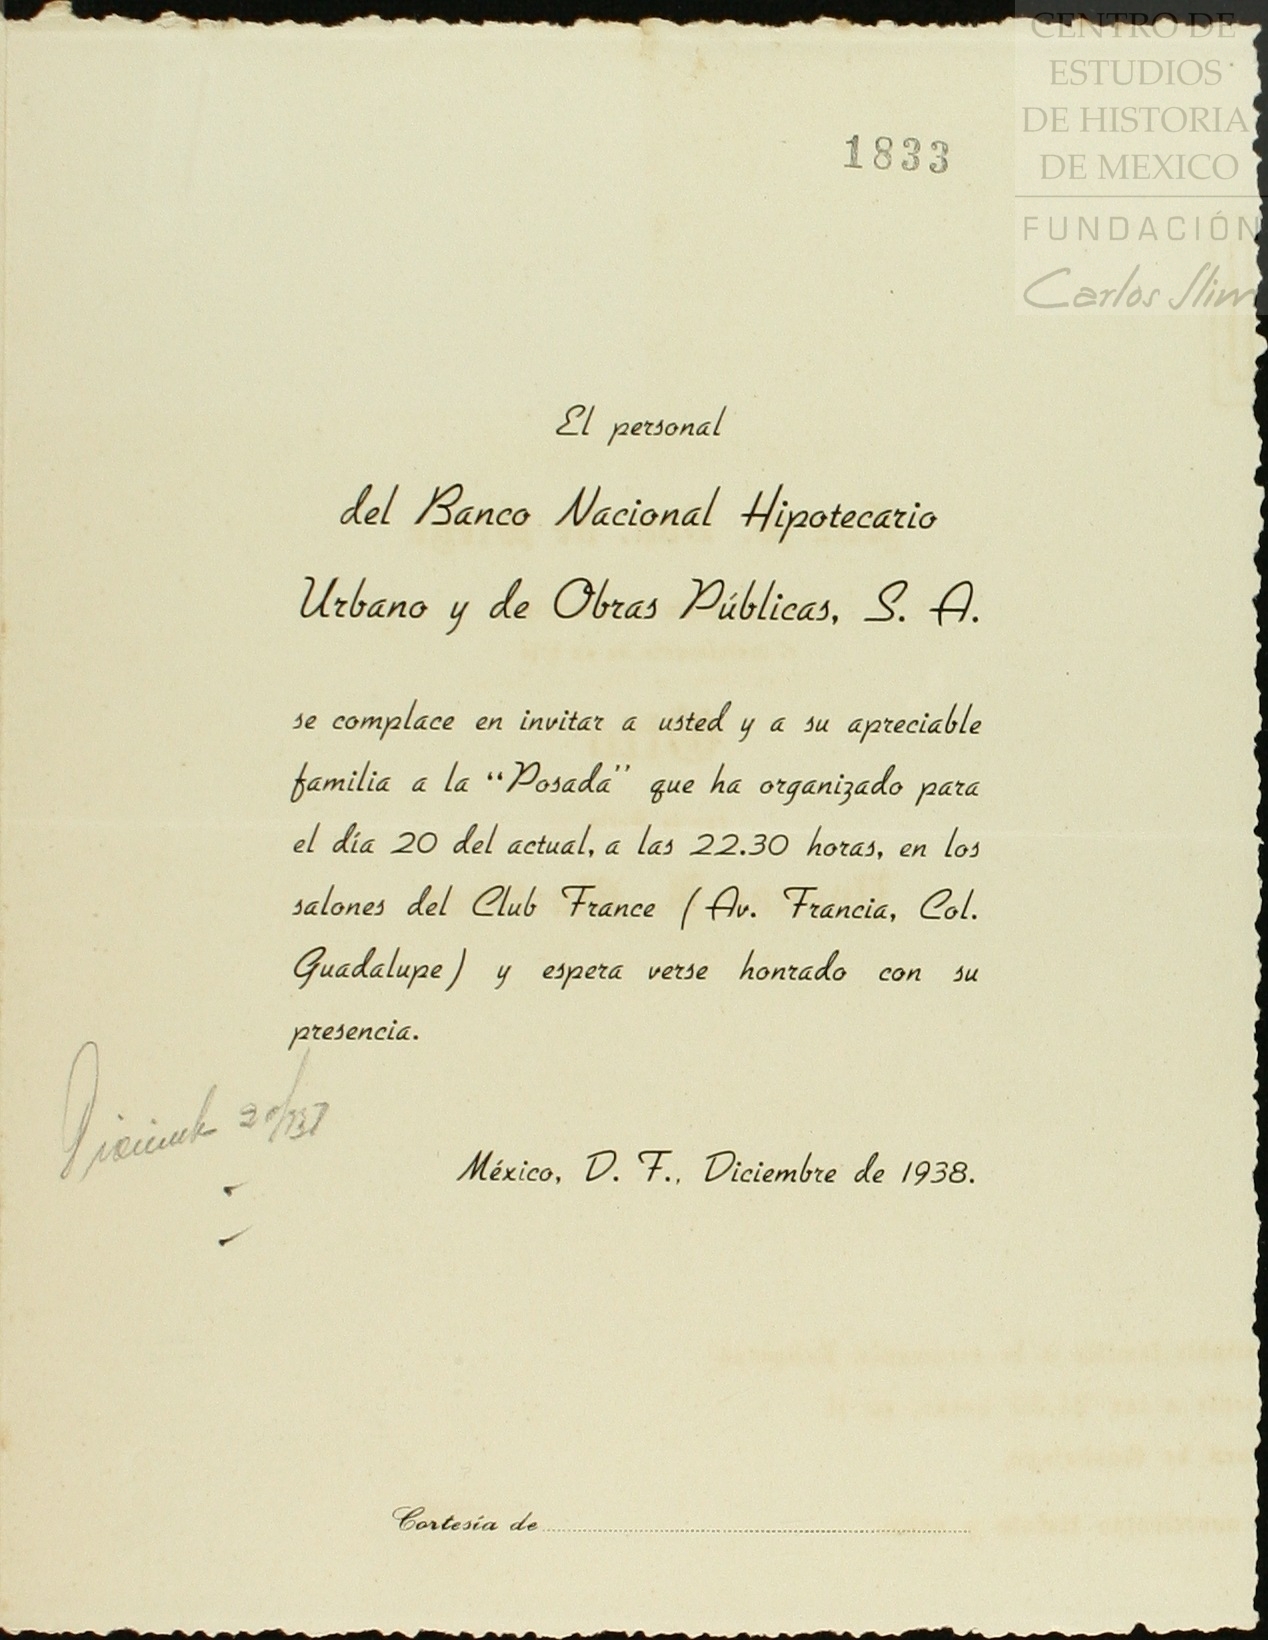 CENTRO DE
ESTUDIOS
DE HISTORIA
DE MEXICO
FUNDACIÓN
Carlos Slim
1833
El personal
del Banco Nacional Hipotecario
Urbano y de Obras Públicas, S. A.
se complace en invitar a usted y a su apreciable
familia a la “Posada” que ha organizado para
el día 20 del actual, a las 22.30 horas, en los
salones del Club France (Av. Francia, Col.
Guadalupe) y espera verse honrado con su
presencia.
México, D. F., Diciembre de 1938.
Cortesía de